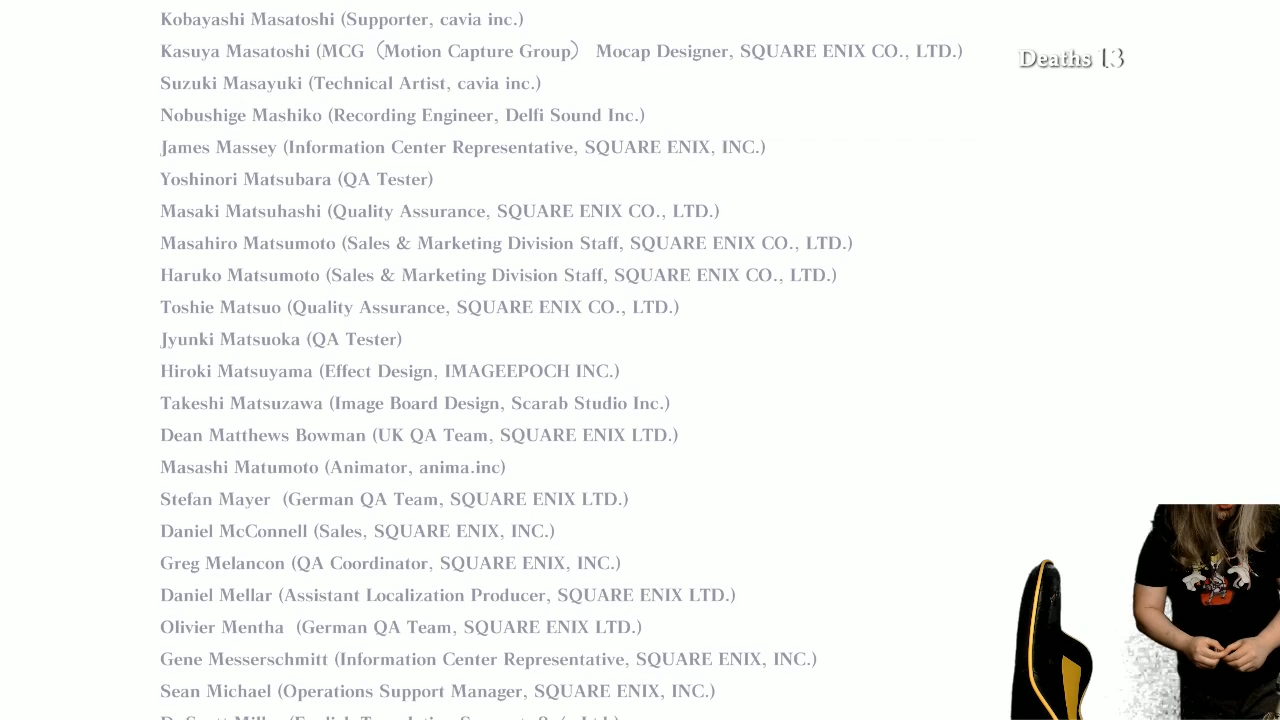 Kobayashi Masatoshi (Supporter, cavia inc.)
Kasuya Masatoshi (MCG（Motion Capture Group） Mocap Designer, SQUARE ENIX CO., LTD.)
Deaths 13
Suzuki Masayuki (Technical Artist, cavia inc.)
Nobushige Mashiko (Recording Engineer, Delfi Sound Inc.)
James Massey (Information Center Representative, SQUARE ENIX, INC.)
Yoshinori Matsubara (QA Tester)
Masaki Matsuhashi (Quality Assurance, SQUARE ENIX CO., LTD.)
Masahiro Matsumoto (Sales & Marketing Division Staff, SQUARE ENIX CO., LTD.)
Haruko Matsumoto (Sales & Marketing Division Staff, SQUARE ENIX CO., LTD.)
Toshie Matsuo (Quality Assurance, SQUARE ENIX CO., LTD.)
Jyunki Matsuoka (QA Tester)
Hiroki Matsuyama (Effect Design, IMAGEEPOCH INC.)
Takeshi Matsuzawa (Image Board Design, Scarab Studio Inc.)
Dean Matthews Bowman (UK QA Team, SQUARE ENIX LTD.)
Masashi Matumoto (Animator, anima.inc)
Stefan Mayer (German QA Team, SQUARE ENIX LTD.)
Daniel McConnell (Sales, SQUARE ENIX, INC.)
Greg Melancon (QA Coordinator, SQUARE ENIX, INC.)
Daniel Mellar (Assistant Localization Producer, SQUARE ENIX LTD.)
Olivier Mentha (German QA Team, SQUARE ENIX LTD.)
Gene Messerschmitt (Information Center Representative, SQUARE ENIX, INC.)
Sean Michael (Operations Support Manager, SQUARE ENIX, INC.)